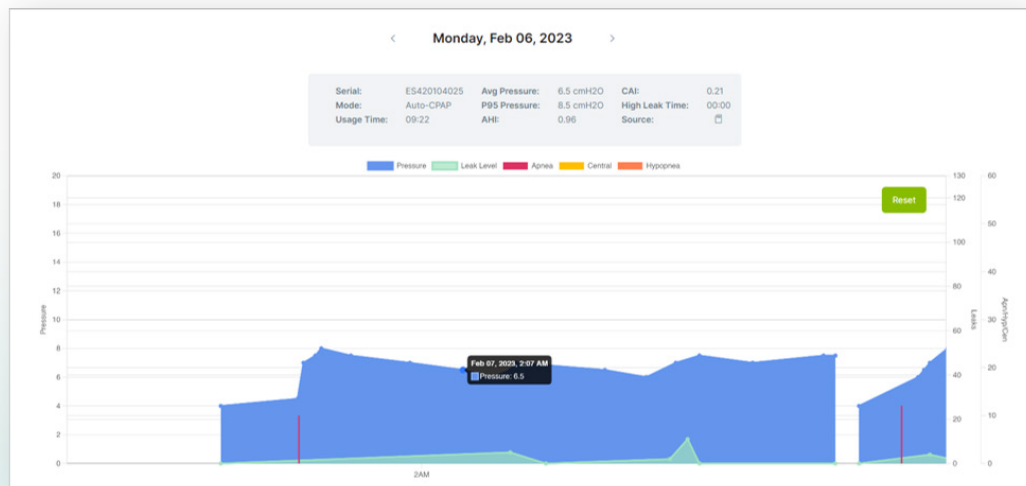 Monday, Feb 06, 2023
Serial: ES420104025 Avg Pressure: 6.5 cmH2O CAI: 0.21
Mode: Auto-CPAP P95 Pressure: 8.5 cmH2O High Leak Time: 00:00
Usage Time: 09:22 AHI: 0.96 Source:
Pressure Leak Level Apnea Central Hypopnea
Reset
20
18
16
14
12
10
8
6
4
2
0
Pressure
Feb 07, 2023, 2:07 AM
Pressure: 6.5
2AM
130
120
100
80
60
40
20
0
Leaks
60
50
40
30
20
10
0
Apn/Hyp/Cen